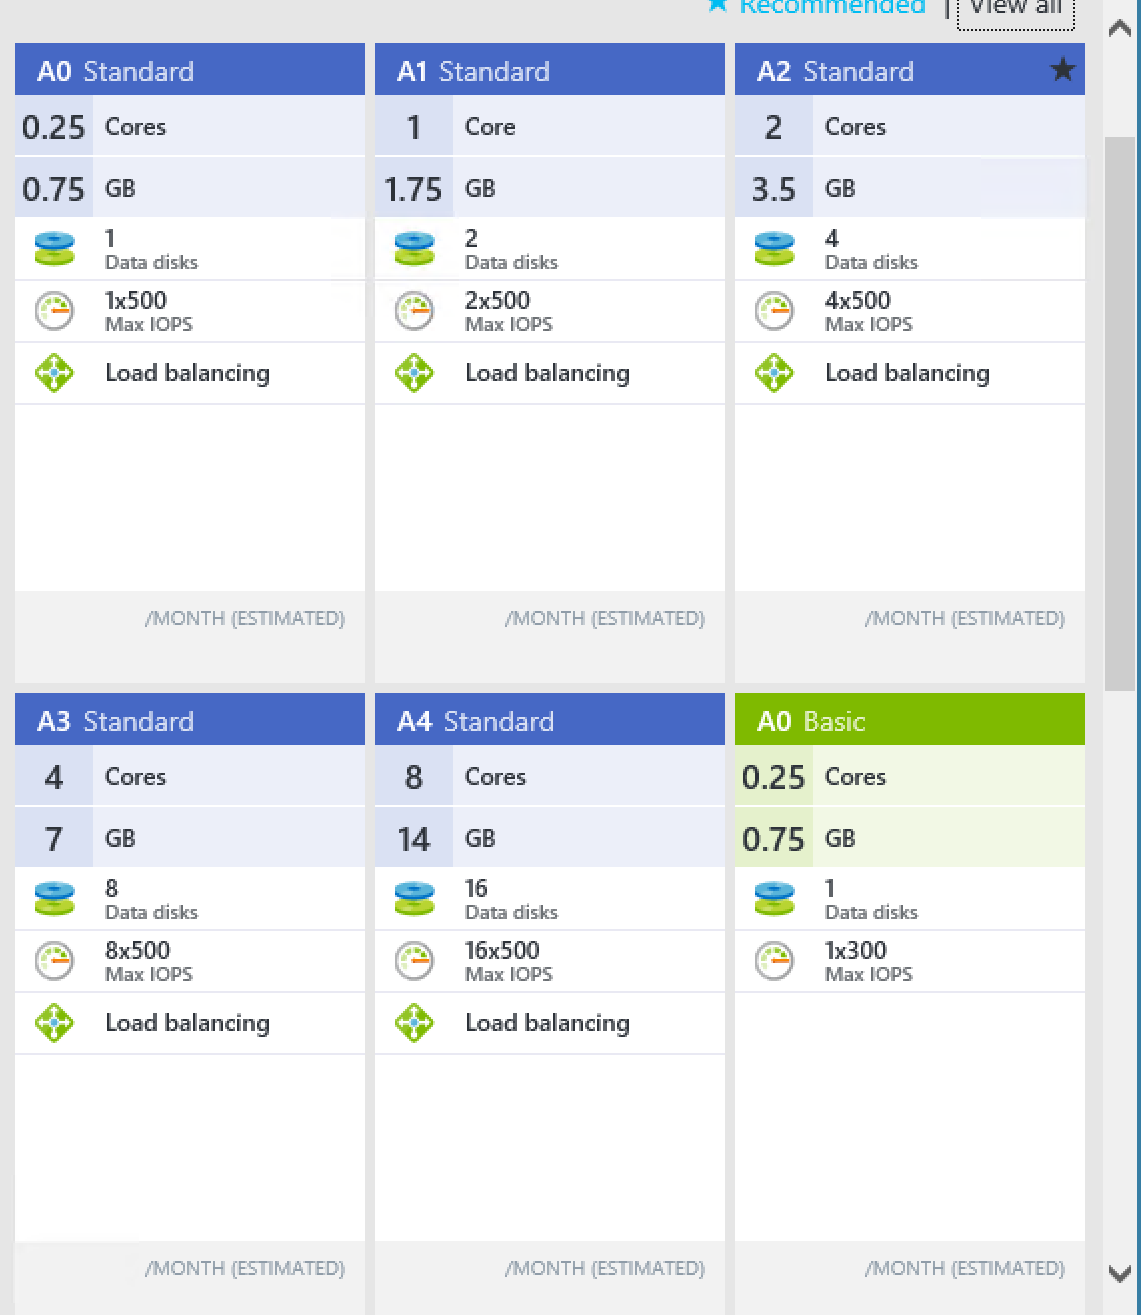 ★ Recommended | View all
A0 Standard
0.25 Cores
0.75 GB
1
Data disks
1x500
Max IOPS
Load balancing
/MONTH (ESTIMATED)
A1 Standard
1 Core
1.75 GB
2
Data disks
2x500
Max IOPS
Load balancing
/MONTH (ESTIMATED)
A2 Standard ★
2 Cores
3.5 GB
4
Data disks
4x500
Max IOPS
Load balancing
/MONTH (ESTIMATED)
A3 Standard
4 Cores
7 GB
8
Data disks
8x500
Max IOPS
Load balancing
/MONTH (ESTIMATED)
A4 Standard
8 Cores
14 GB
16
Data disks
16x500
Max IOPS
Load balancing
/MONTH (ESTIMATED)
A0 Basic
0.25 Cores
0.75 GB
1
Data disks
1x300
Max IOPS
/MONTH (ESTIMATED)